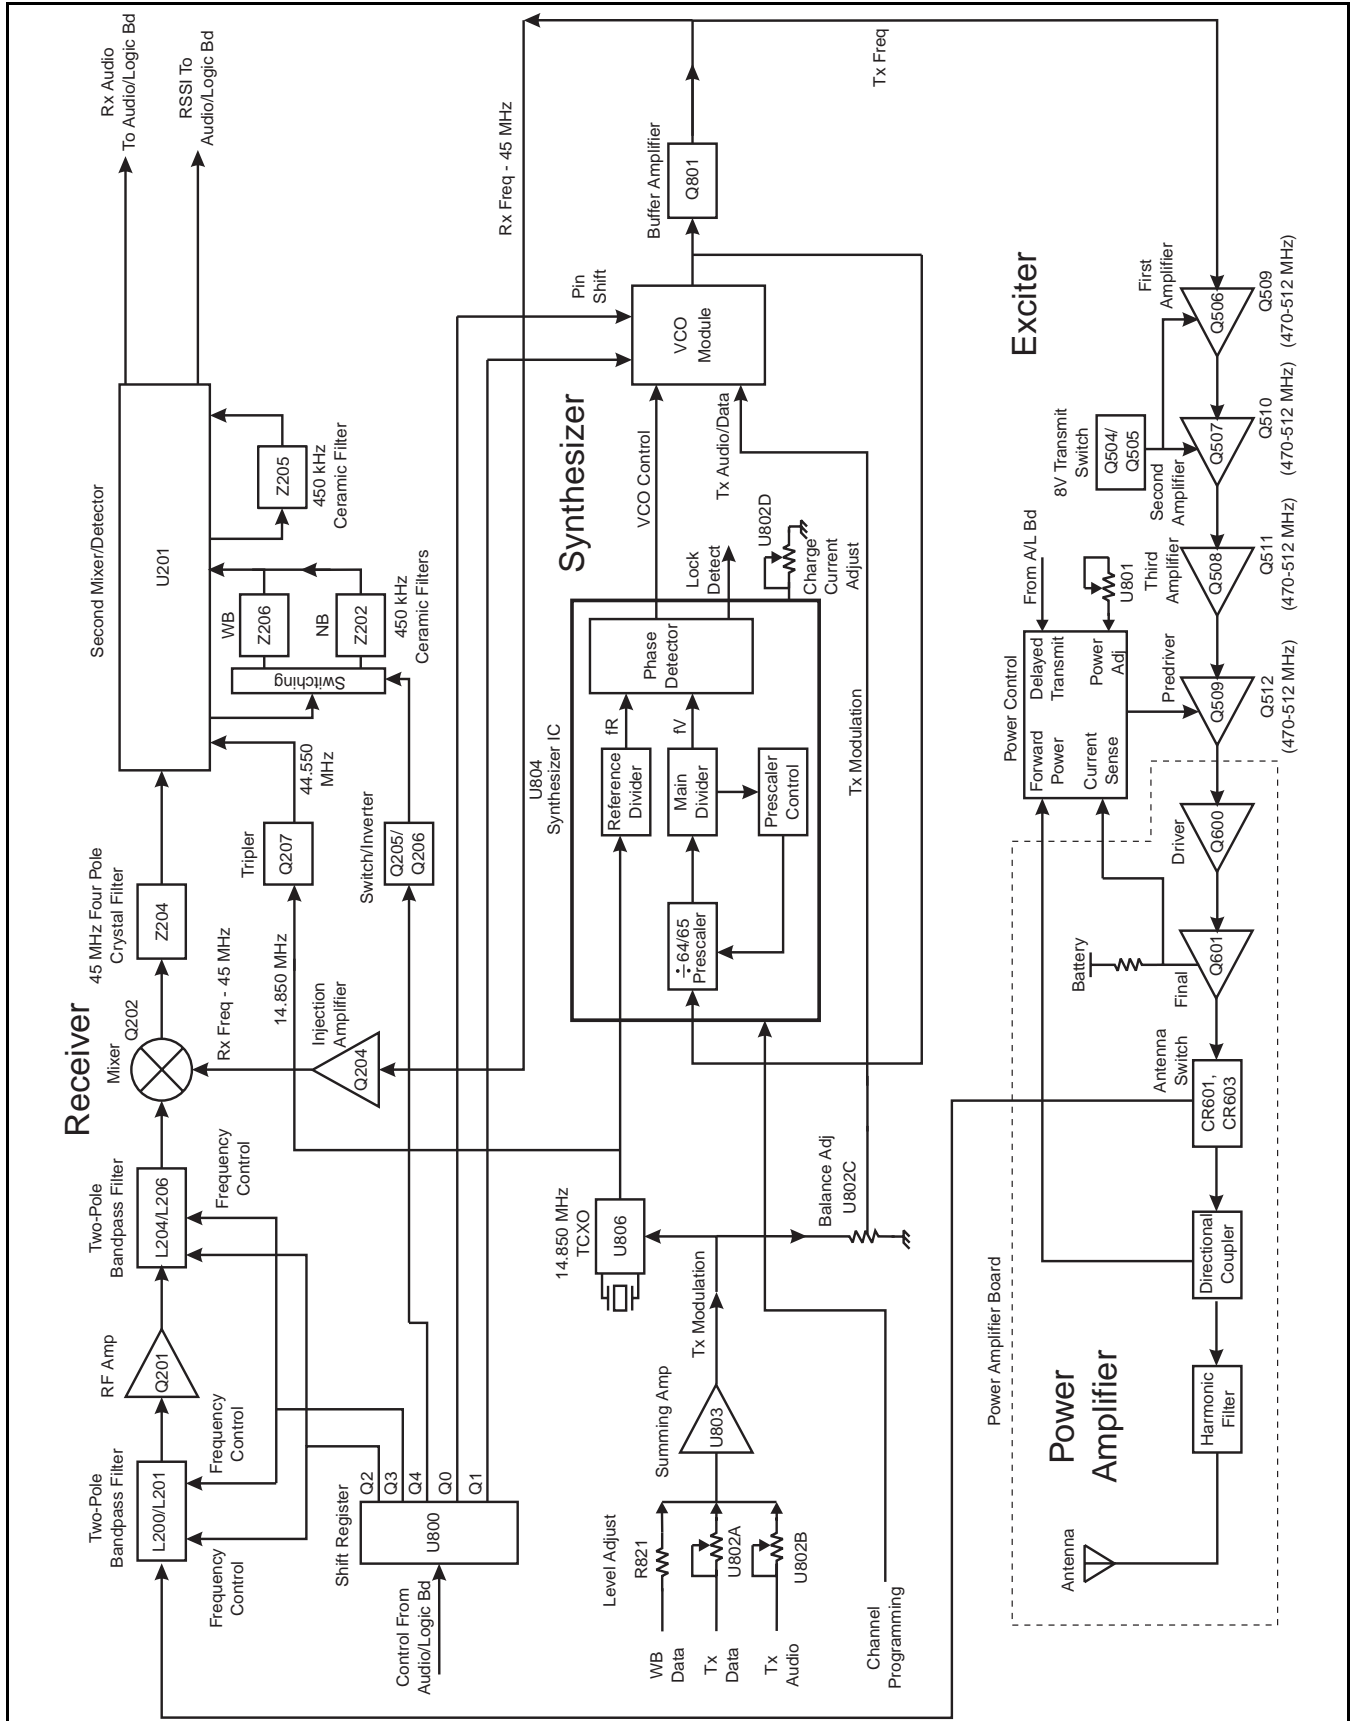 Receiver
Two-Pole
Bandpass Filter
L200/L201
Frequency
Control
Frequency
Control
RF Amp
Q201
Two-Pole
Bandpass Filter
L204/L206
Frequency
Control
Mixer
Q202
Rx Freq - 45 MHz
45 MHz Four Pole
Crystal Filter
Z204
Second Mixer/Detector
U201
Rx Audio
To Audio/Logic Bd
RSSI To
Audio/Logic Bd
14.850 MHz
Injection
Amplifier
Q204
Tripler
Q207
44.550
MHz
Switching
WB
Z206
NB
Z202
450 kHz
Ceramic Filters
Z205
450 kHz
Ceramic Filter
Switch/Inverter
Q205/
Q206
Rx Freq - 45 MHz
Control From
Audio/Logic Bd
Shift Register
U800
Q2
Q3
Q4
Q0
Q1
Synthesizer
WB
Data
Tx
Data
Tx
Audio
Level Adjust
R821
U802A
U802B
Summing Amp
U803
Tx Modulation
14.850 MHz
TCXO
U806
Balance Adj
U802C
Channel
Programming
U804
Synthesizer IC
Reference
Divider
fR
÷64/65
Prescaler
Main
Divider
fV
Prescaler
Control
Phase
Detector
Lock
Detect
U802D
Charge
Current
Adjust
VCO Control
Tx Audio/Data
Tx Modulation
Pin
Shift
VCO
Module
Buffer Amplifier
Q801
Tx Freq
Exciter
First
Amplifier
Q506
Q509
(470-512 MHz)
8V Transmit
Switch
Q504/
Q505
Second
Amplifier
Q507
Q510
(470-512 MHz)
Third
Amplifier
Q508
Q511
(470-512 MHz)
Predriver
Q509
Q512
(470-512 MHz)
From A/L Bd
U801
Power Control
Forward
Power
Delayed
Transmit
Current
Sense
Power
Adj
Power Amplifier Board
Power
Amplifier
Driver
Q600
Battery
Final
Q601
Antenna
Switch
CR601,
CR603
Directional
Coupler
Harmonic
Filter
Antenna